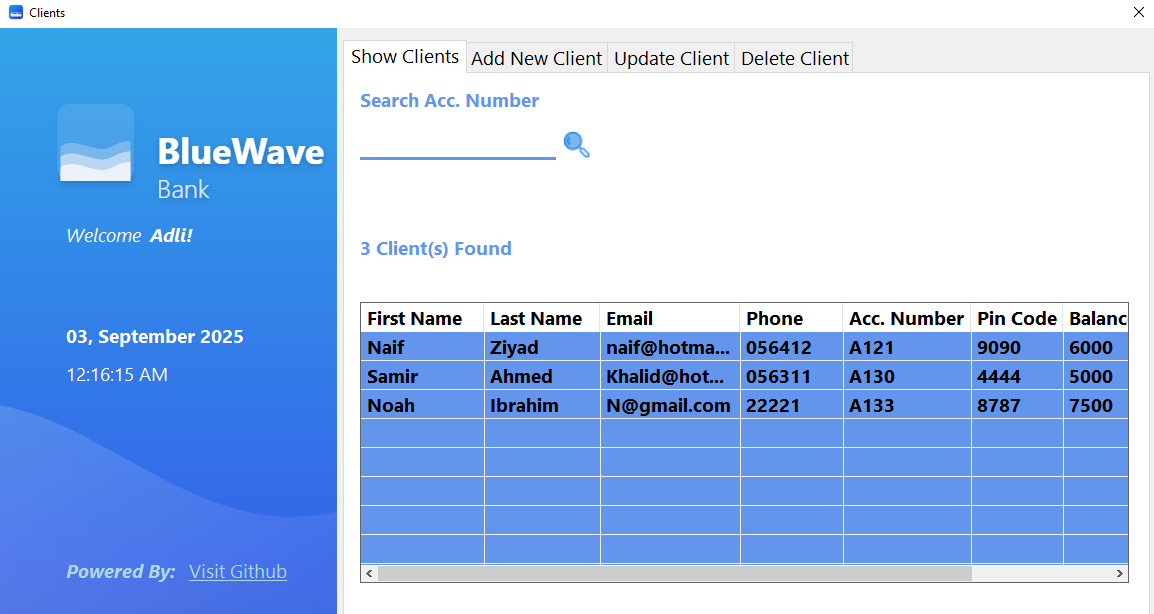 Clients
BlueWave
Bank
Welcome Adli!
03, September 2025
12:16:15 AM
Powered By: Visit Github
Show Clients Add New Client Update Client Delete Client
Search Acc. Number
3 Client(s) Found
First Name Last Name Email Phone Acc. Number Pin Code Balanc
Naif Ziyad naif@hotma... 056412 A121 9090 6000
Samir Ahmed Khalid@hot... 056311 A130 4444 5000
Noah Ibrahim N@gmail.com 22221 A133 8787 7500